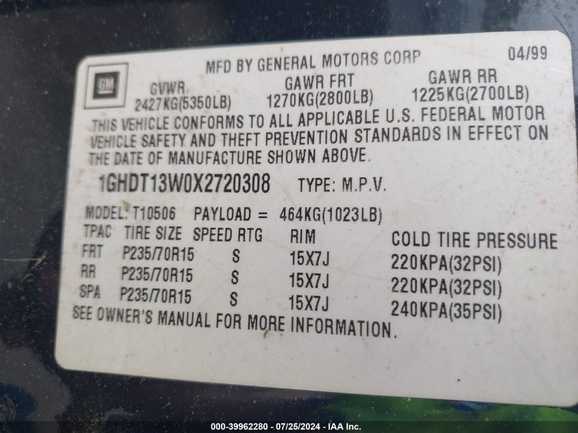 MFD BY GENERAL MOTORS CORP 04/99
GM
GVWR GAWR FRT GAWR RR
2427KG(5350LB) 1270KG(2800LB) 1225KG(2700LB)
THIS VEHICLE CONFORMS TO ALL APPLICABLE U.S. FEDERAL MOTOR
VEHICLE SAFETY AND THEFT PREVENTION STANDARDS IN EFFECT ON
THE DATE OF MANUFACTURE SHOWN ABOVE.
1GHDT13W0X2720308 TYPE: M.P.V.
MODEL: T10506 PAYLOAD = 464KG(1023LB)
TPAC TIRE SIZE SPEED RTG RIM COLD TIRE PRESSURE
FRT P235/70R15 S 15X7J 220KPA(32PSI)
RR P235/70R15 S 15X7J 220KPA(32PSI)
SPA P235/70R15 S 15X7J 240KPA(35PSI)
SEE OWNER'S MANUAL FOR MORE INFORMATION.
000-39962280 - 07/25/2024 - IAA Inc.